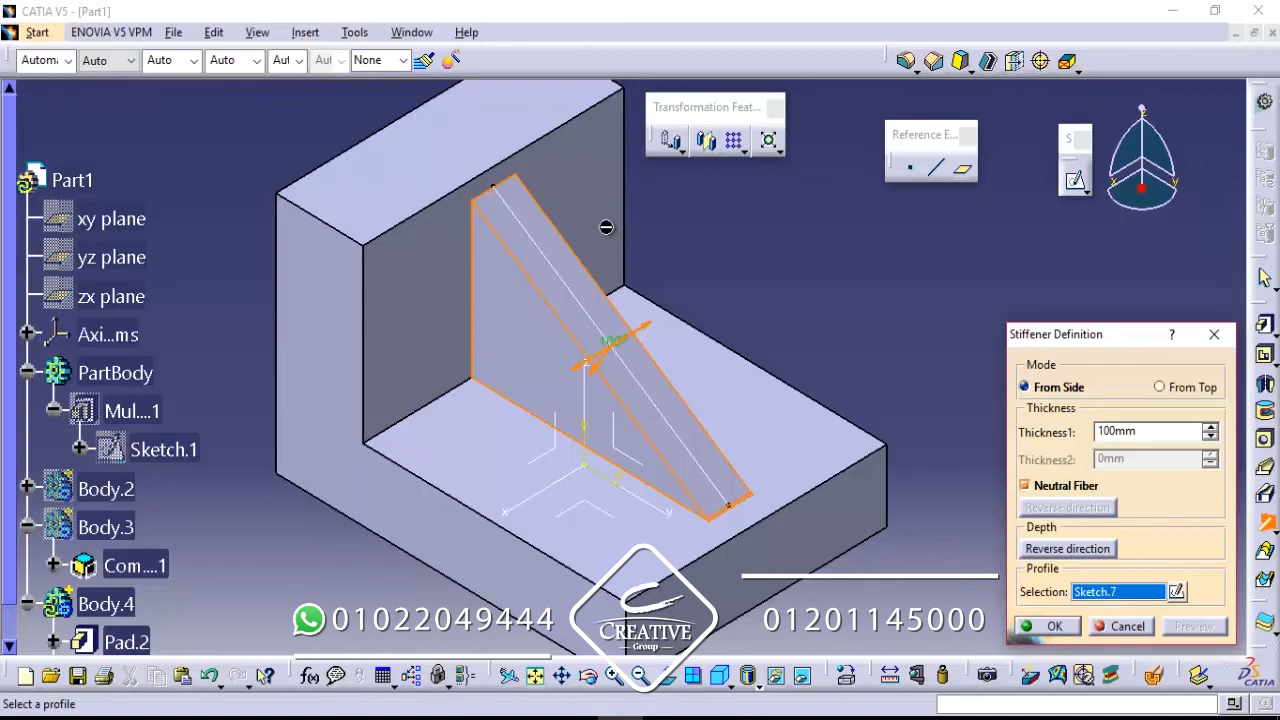 CATIA V5 - [Part1]
Start ENOVIA V5 VPM File Edit View Insert Tools Window Help
Automa Auto Auto Auto Aut Aut None
Transformation Feat...
Reference E...
S
z
x y
Part1
xy plane
yz plane
zx plane
Axi...ms
PartBody
Mul....1
Sketch.1
Body.2
Body.3
Com....1
Body.4
Pad.2
x y
Stiffener Definition ? 
Mode
From Side From Top
Thickness
Thickness1: 100mm
Thickness2: 0mm
Neutral Fiber
Reverse direction
Depth
Reverse direction
Profile
Selection: Sketch.7
OK Cancel Preview
01022049444
CREATIVE
Group
01201145000
f(x)
CATIA
Select a profile